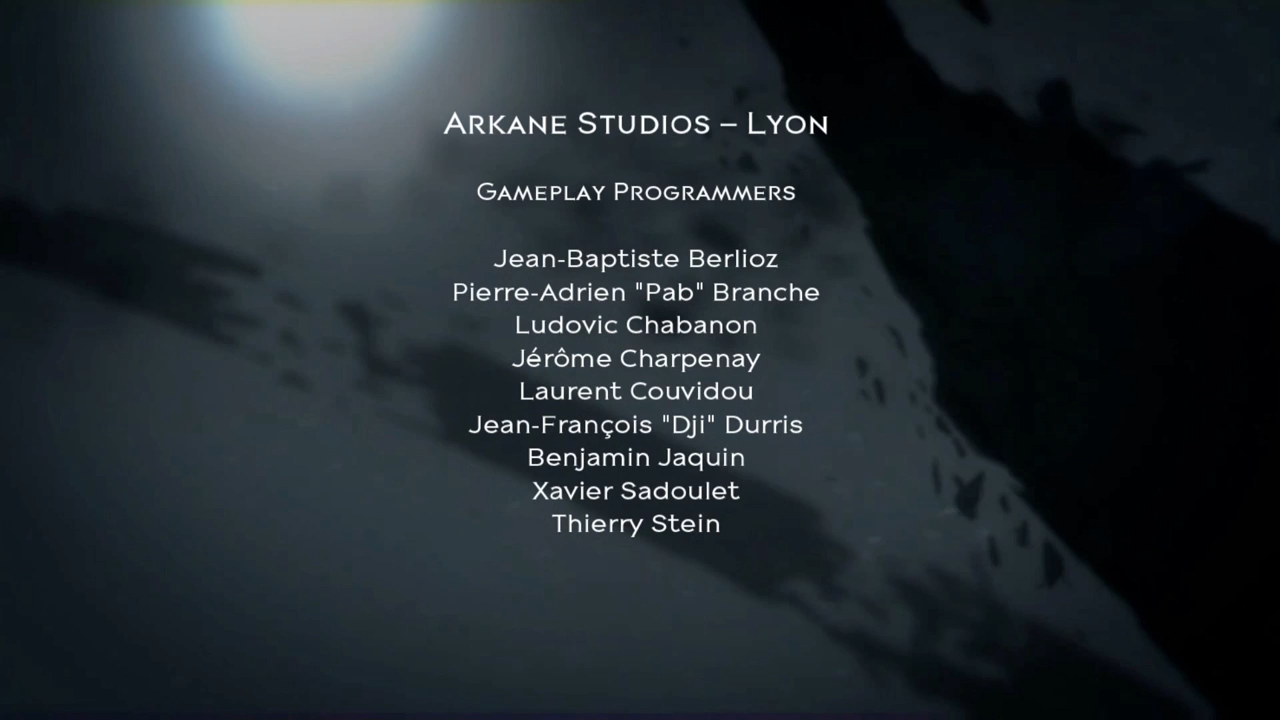 Arkane Studios – Lyon
Gameplay Programmers
Jean-Baptiste Berlioz
Pierre-Adrien "Pab" Branche
Ludovic Chabanon
Jérôme Charpenay
Laurent Couvidou
Jean-François "Dji" Durris
Benjamin Jaquin
Xavier Sadoulet
Thierry Stein